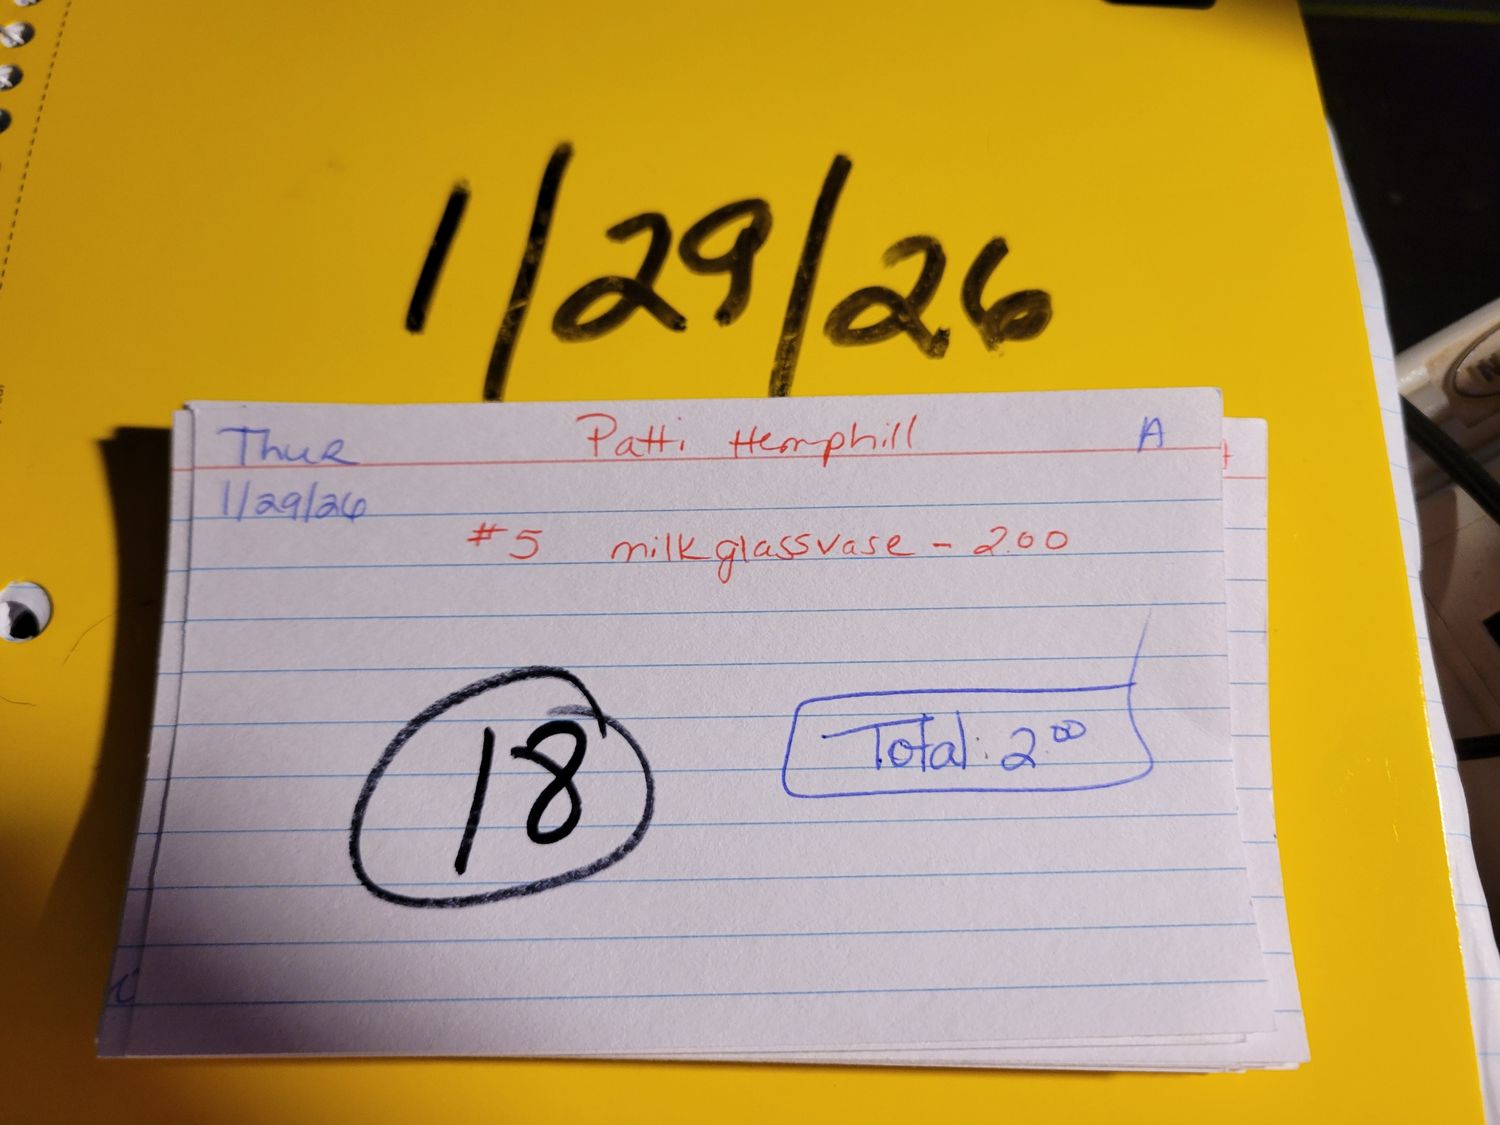 1/29/26
Thur Patti Hemphill A
1/29/26
#5 milkglassvase - 2.00
18
Total: 2.00